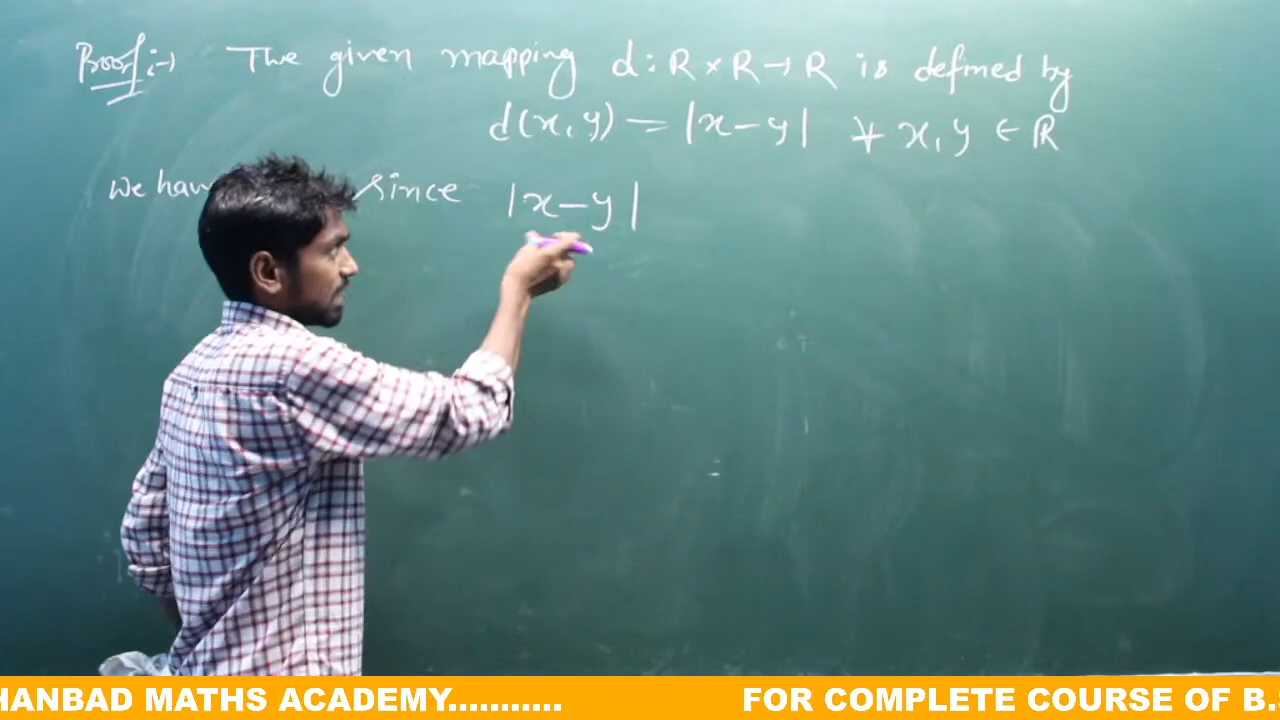 Proof :-) The given mapping d : R × R → R is defined by
d(x, y) = |x - y| ∀ x, y ∈ R
We hav since |x - y|
HANBAD MATHS ACADEMY........... FOR COMPLETE COURSE OF B.S